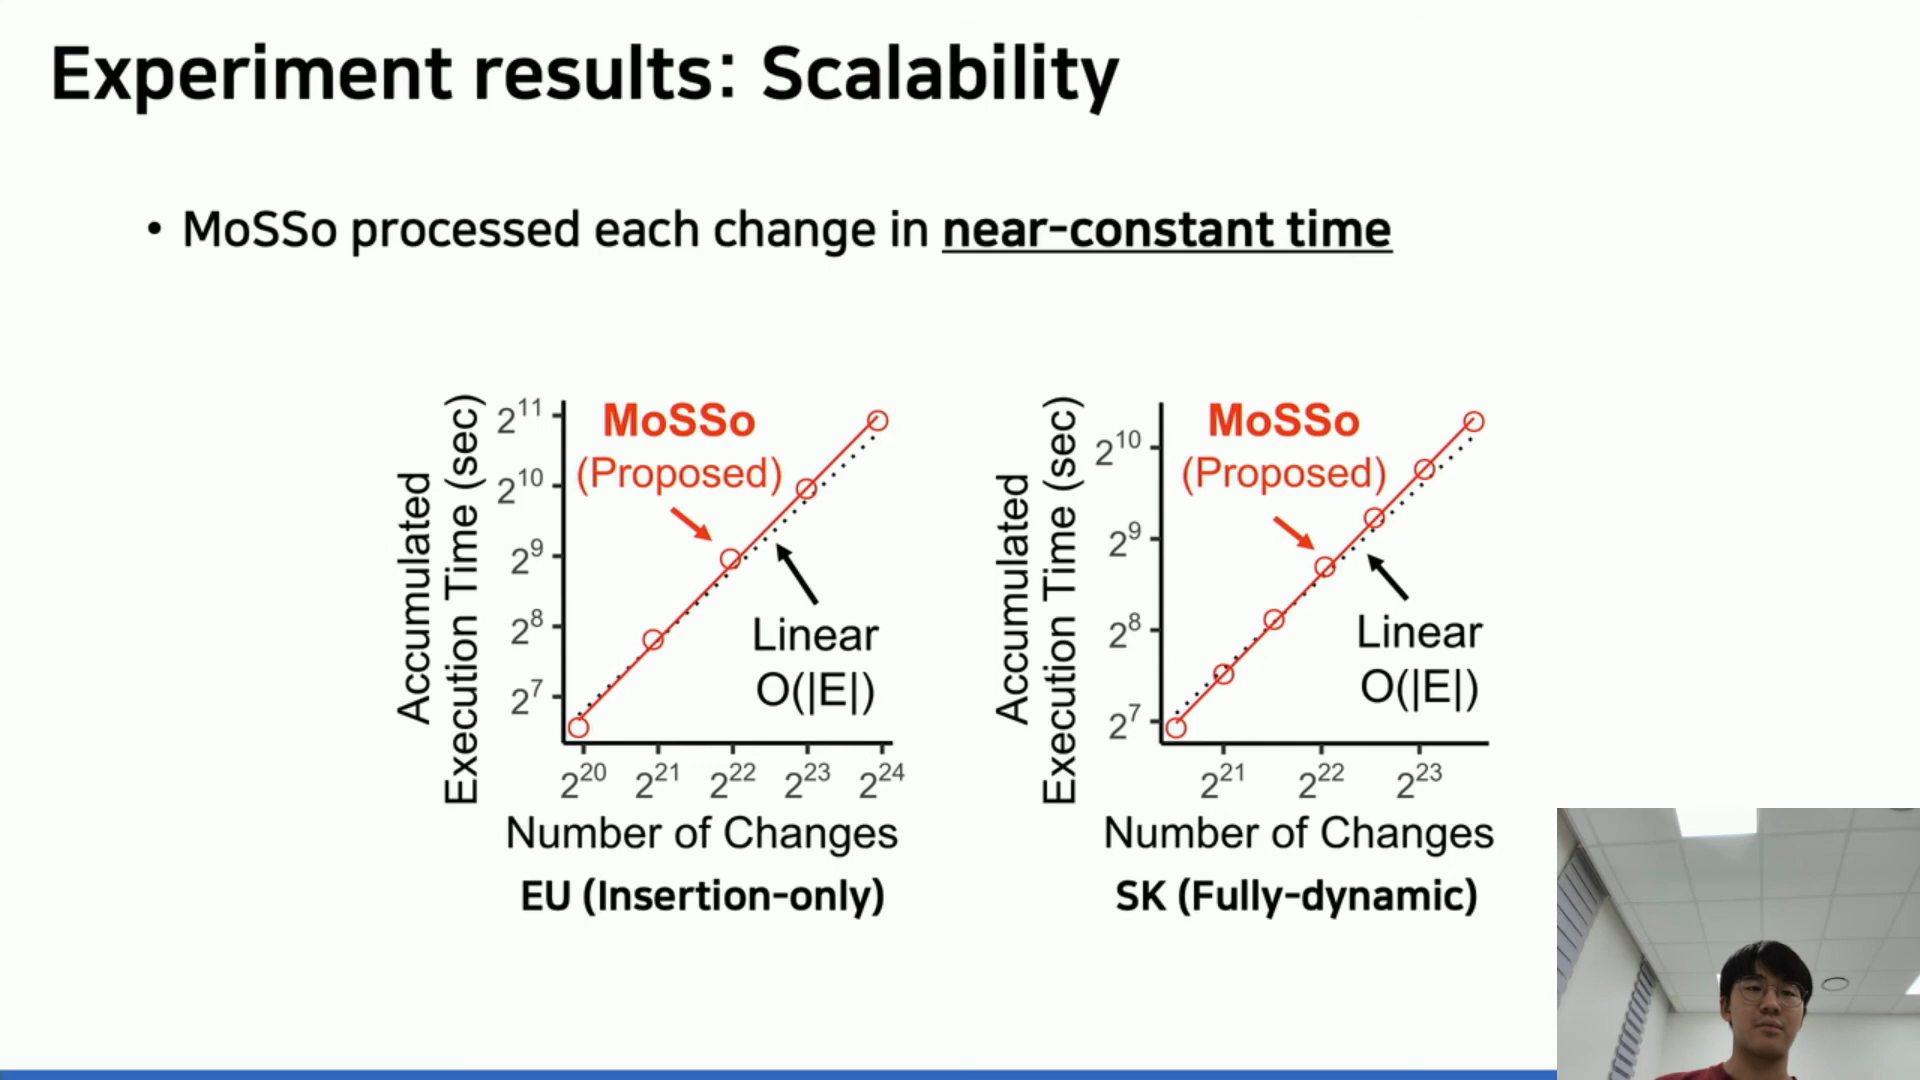 Experiment results: Scalability
• MoSSo processed each change in near-constant time
Accumulated
Execution Time (sec)
2^11
2^10
2^9
2^8
2^7
MoSSo
(Proposed)
Linear
O(|E|)
2^20 2^21 2^22 2^23 2^24
Number of Changes
EU (Insertion-only)
Accumulated
Execution Time (sec)
2^10
2^9
2^8
2^7
MoSSo
(Proposed)
Linear
O(|E|)
2^21 2^22 2^23
Number of Changes
SK (Fully-dynamic)